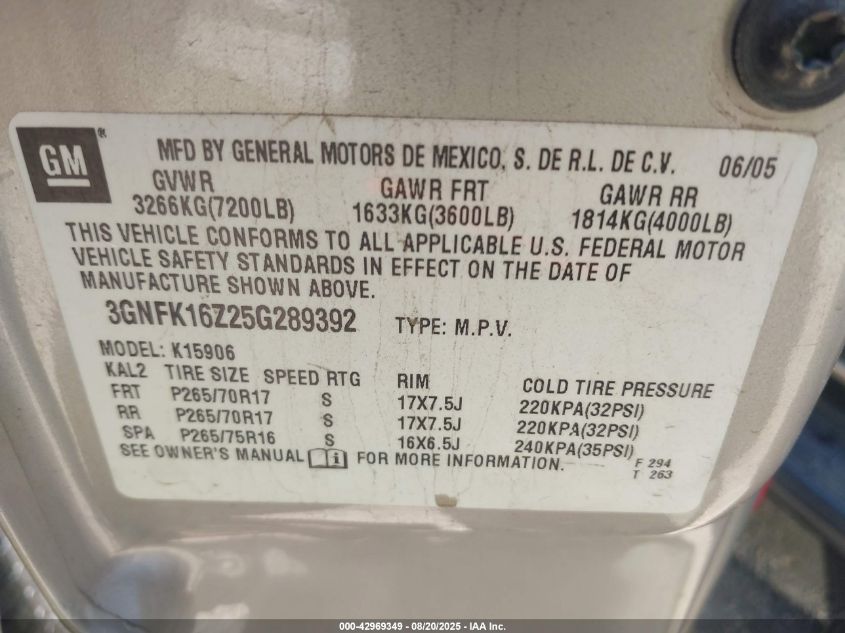 GM ®
MFD BY GENERAL MOTORS DE MEXICO, S. DE R.L. DE C.V. 06/05
GVWR GAWR FRT GAWR RR
3266KG(7200LB) 1633KG(3600LB) 1814KG(4000LB)
THIS VEHICLE CONFORMS TO ALL APPLICABLE U.S. FEDERAL MOTOR
VEHICLE SAFETY STANDARDS IN EFFECT ON THE DATE OF
MANUFACTURE SHOWN ABOVE.
3GNFK16Z25G289392 TYPE: M.P.V.
MODEL: K15906
KAL2 TIRE SIZE SPEED RTG RIM COLD TIRE PRESSURE
FRT P265/70R17 S 17X7.5J 220KPA(32PSI)
RR P265/70R17 S 17X7.5J 220KPA(32PSI)
SPA P265/75R16 S 16X6.5J 240KPA(35PSI)
SEE OWNER'S MANUAL i FOR MORE INFORMATION. F 294
T 263
000-42969349 - 08/20/2025 - IAA Inc.